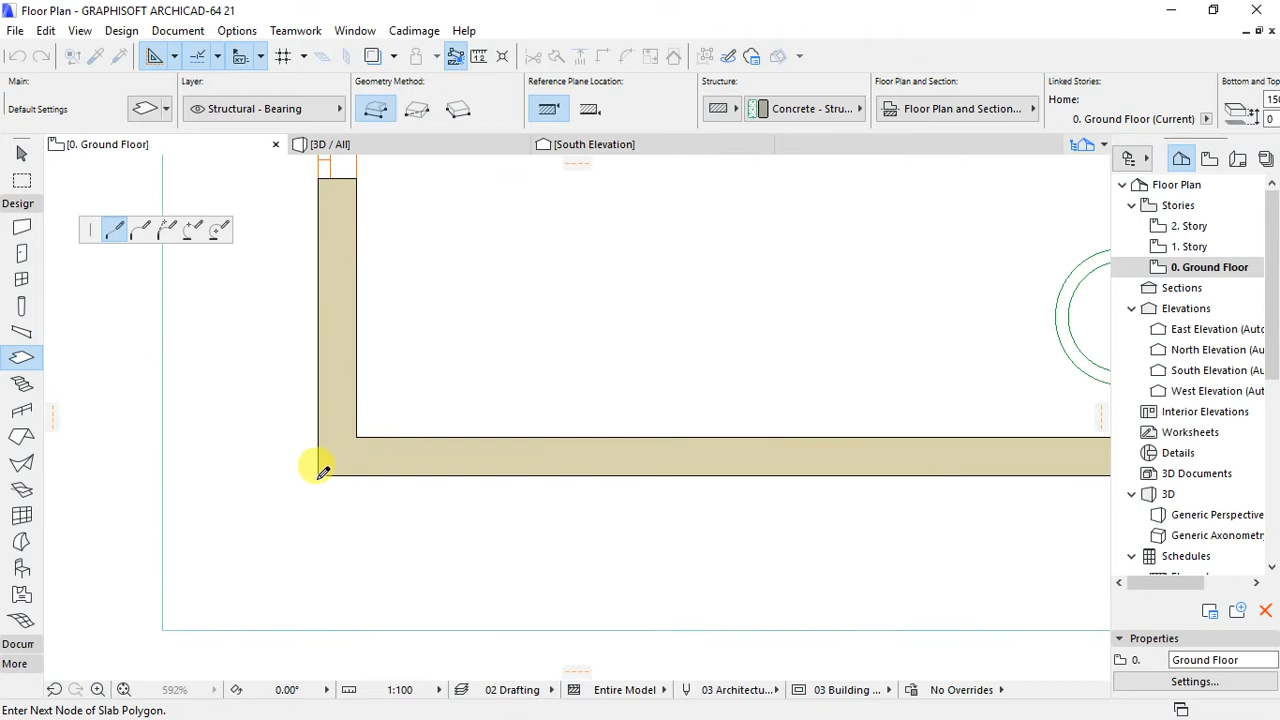 Floor Plan - GRAPHISOFT ARCHICAD-64 21
File Edit View Design Document Options Teamwork Window Cadimage Help
Main: Layer: Geometry Method: Reference Plane Location: Structure: Floor Plan and Section: Linked Stories: Bottom and To
Default Settings
Structural - Bearing
Concrete - Stru...
Floor Plan and Section...
Home:
0. Ground Floor (Current)
150
0
[0. Ground Floor]
[3D / All]
[South Elevation]
Design
Docum
More
Floor Plan
Stories
2. Story
1. Story
0. Ground Floor
Sections
Elevations
East Elevation (Auto
North Elevation (Au
South Elevation (Aut
West Elevation (Aut
Interior Elevations
Worksheets
Details
3D Documents
3D
Generic Perspective
Generic Axonometr
Schedules
Properties
0. Ground Floor
Settings...
592% 0.00° 1:100 02 Drafting Entire Model 03 Architectu... 03 Building ... No Overrides
Enter Next Node of Slab Polygon.